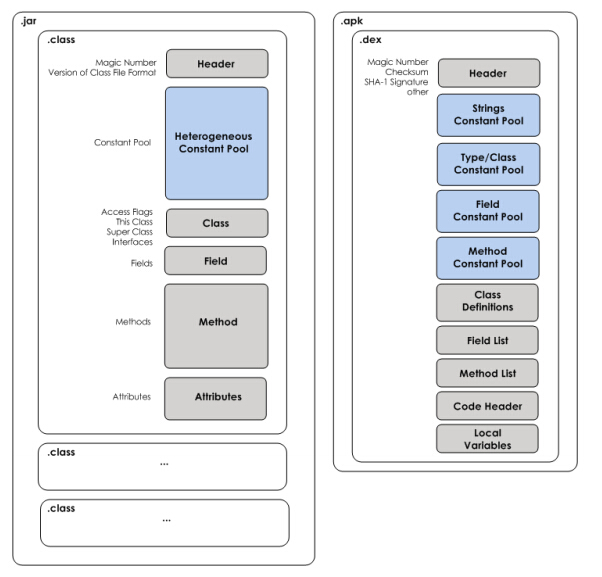 .jar
.class
Magic Number
Version of Class File Format
Header
Constant Pool
Heterogeneous
Constant Pool
Access Flags
This Class
Super Class
Interfaces
Class
Fields
Field
Methods
Method
Attributes
Attributes
.class
...
.class
...
.apk
.dex
Magic Number
Checksum
SHA-1 Signature
other
Header
Strings
Constant Pool
Type/Class
Constant Pool
Field
Constant Pool
Method
Constant Pool
Class
Definitions
Field List
Method List
Code Header
Local
Variables